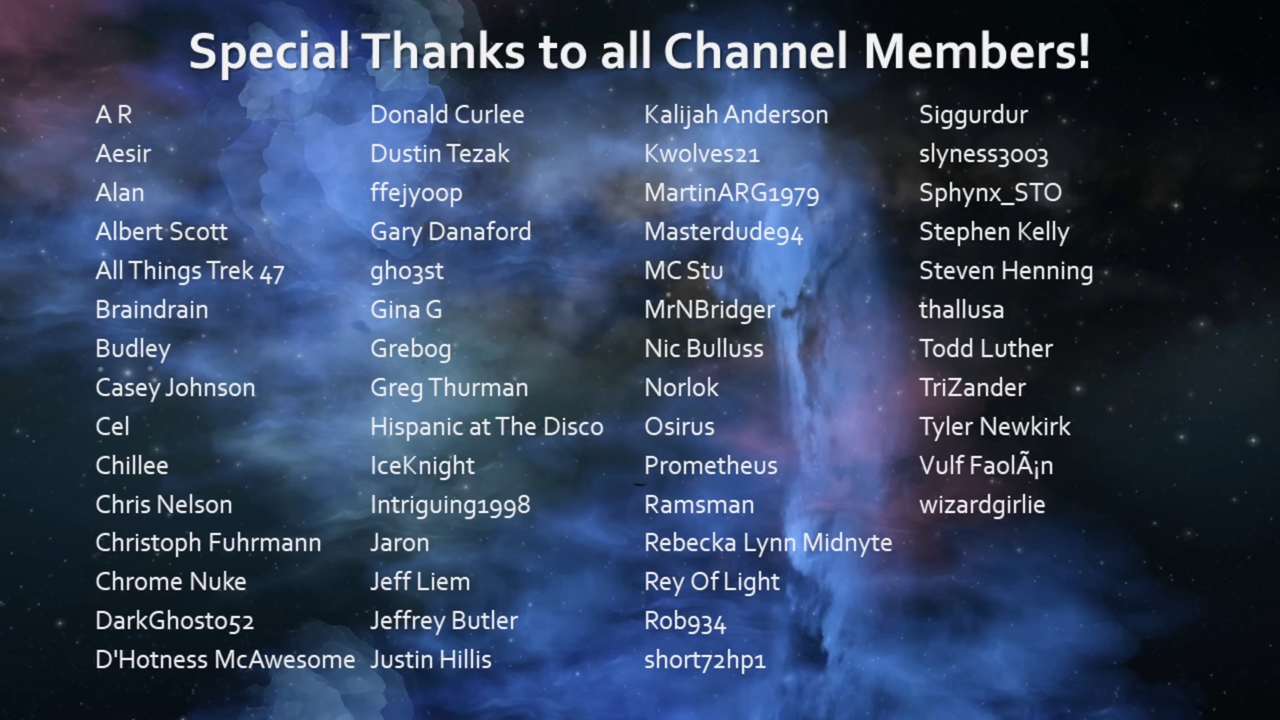 Special Thanks to all Channel Members!
A R
Aesir
Alan
Albert Scott
All Things Trek 47
Braindrain
Budley
Casey Johnson
Cel
Chillee
Chris Nelson
Christoph Fuhrmann
Chrome Nuke
DarkGhost052
D'Hotness McAwesome
Donald Curlee
Dustin Tezak
ffejyoop
Gary Danaford
gho3st
Gina G
Grebog
Greg Thurman
Hispanic at The Disco
IceKnight
Intriguing1998
Jaron
Jeff Liem
Jeffrey Butler
Justin Hillis
Kalijah Anderson
Kwolves21
MartinARG1979
Masterdude94
MC Stu
MrNBridger
Nic Bulluss
Norlok
Osirus
Prometheus
Ramsman
Rebecka Lynn Midnyte
Rey Of Light
Rob934
short72hp1
Siggurdur
slyness3003
Sphynx_STO
Stephen Kelly
Steven Henning
thallusa
Todd Luther
TriZander
Tyler Newkirk
Vulf FaolÃ¡n
wizardgirlie